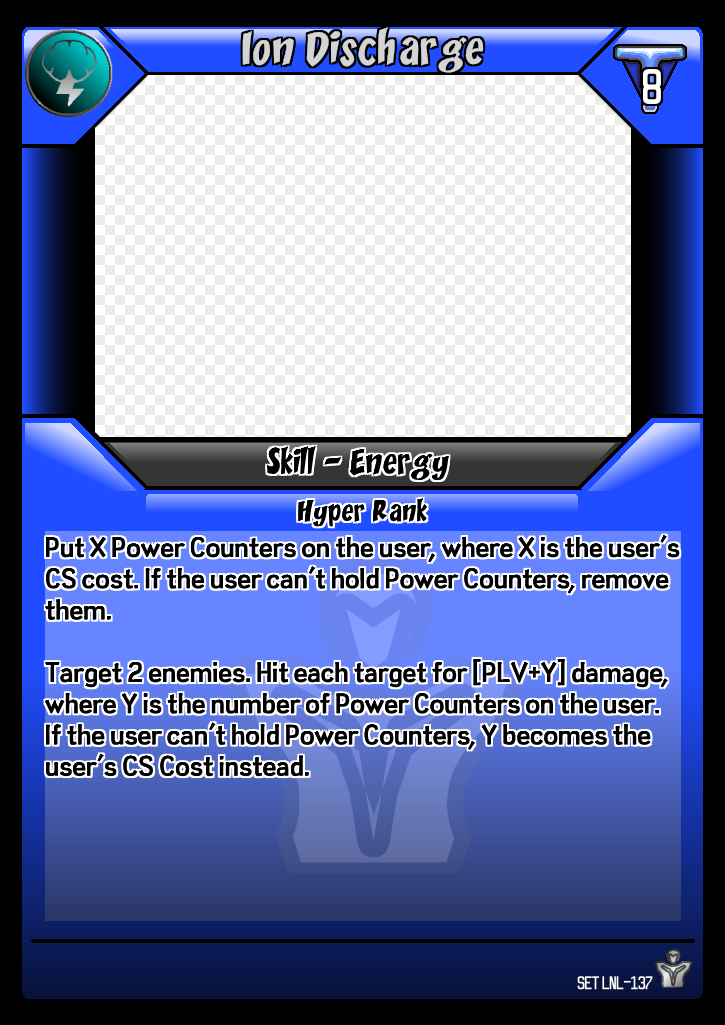 Ion Discharge
8
Skill - Energy
Hyper Rank
Put X Power Counters on the user, where X is the user's
CS cost. If the user can't hold Power Counters, remove
them.
Target 2 enemies. Hit each target for [PLV+Y] damage,
where Y is the number of Power Counters on the user.
If the user can't hold Power Counters, Y becomes the
user's CS Cost instead.
SET LNL-137